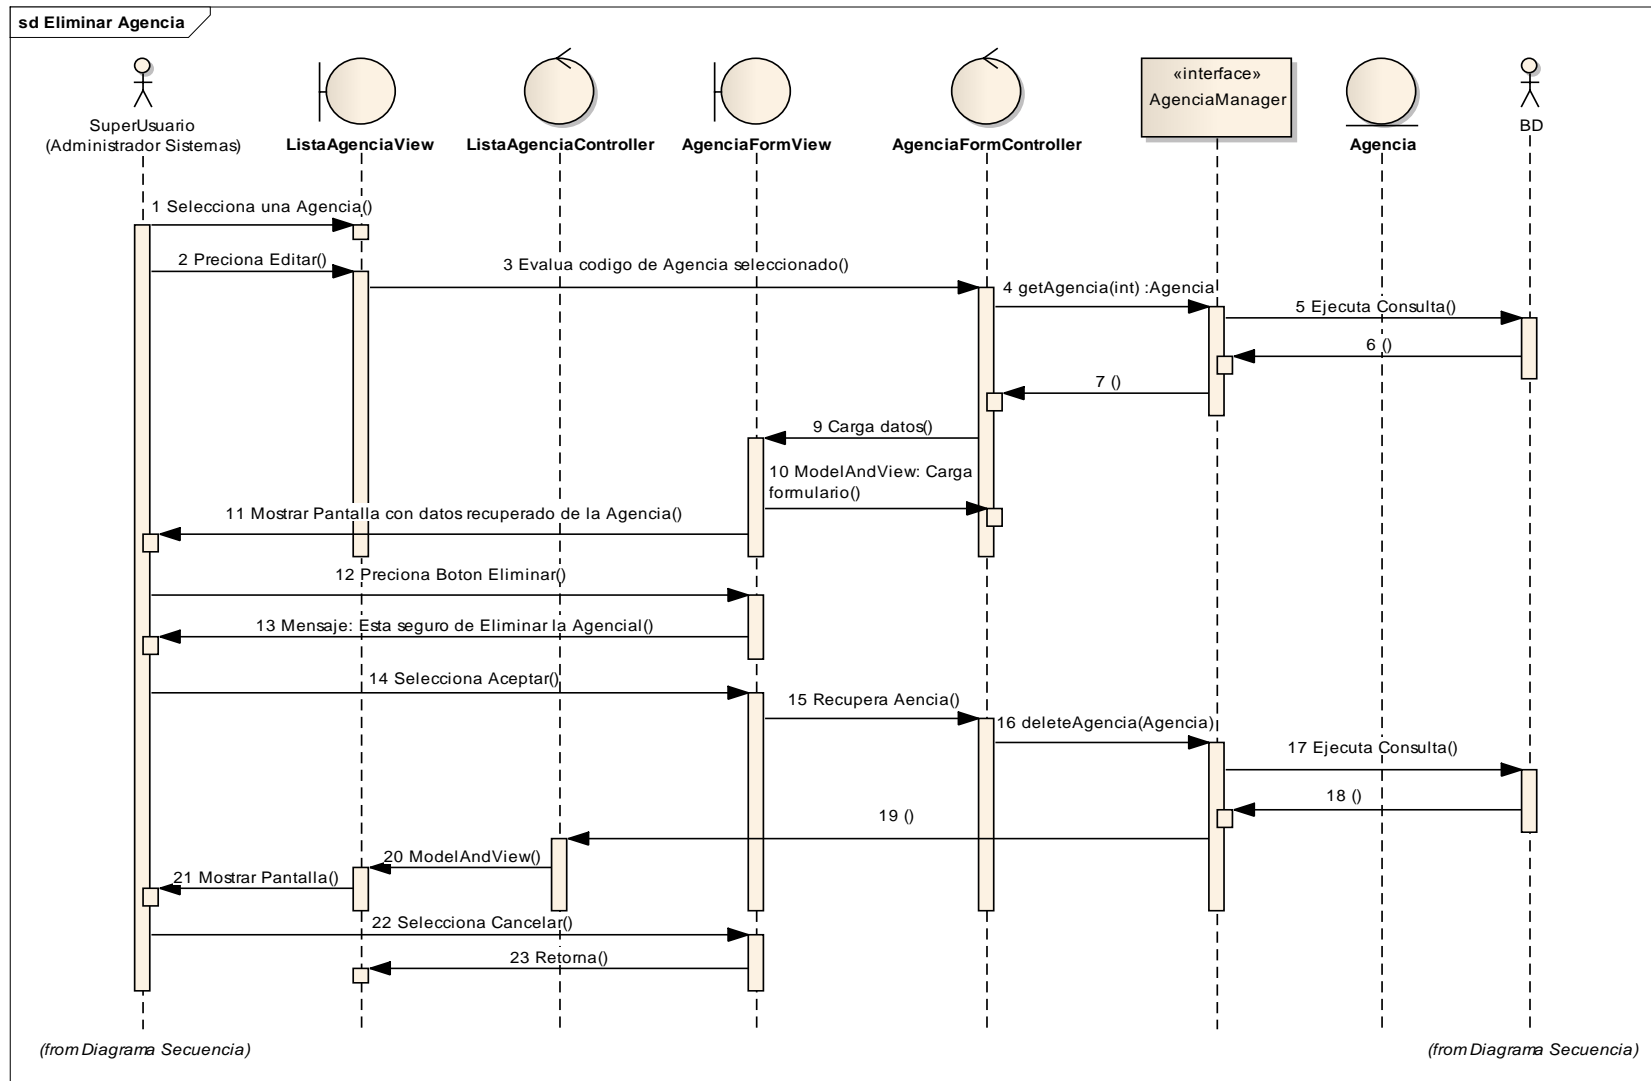 sd Eliminar Agencia
SuperUsuario
(Administrador Sistemas)
ListaAgenciaView
ListaAgenciaController
AgenciaFormView
AgenciaFormController
«interface»
AgenciaManager
Agencia
BD
1 Selecciona una Agencia()
2 Preciona Editar()
3 Evalua codigo de Agencia seleccionado()
4 getAgencia(int) :Agencia
5 Ejecuta Consulta()
6 ()
7 ()
9 Carga datos()
10 ModelAndView: Carga
formulario()
11 Mostrar Pantalla con datos recuperado de la Agencia()
12 Preciona Boton Eliminar()
13 Mensaje: Esta seguro de Eliminar la Agencial()
14 Selecciona Aceptar()
15 Recupera Aencia()
16 deleteAgencia(Agencia)
17 Ejecuta Consulta()
18 ()
19 ()
20 ModelAndView()
21 Mostrar Pantalla()
22 Selecciona Cancelar()
23 Retorna()
(from Diagrama Secuencia)
(from Diagrama Secuencia)